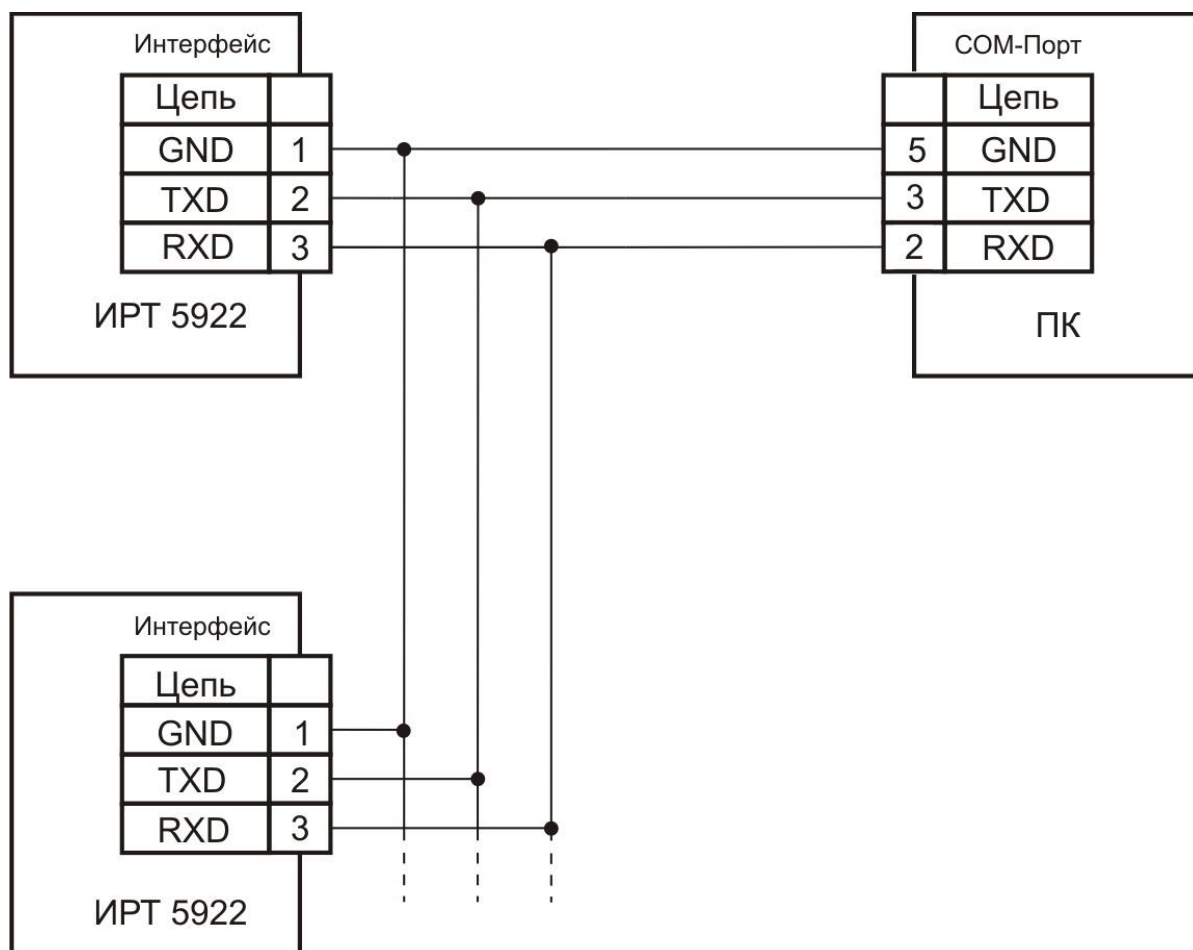 Интерфейс
Цепь
GND 1
TXD 2
RXD 3
ИРТ 5922
COM-Порт
Цепь
5 GND
3 TXD
2 RXD
ПК
Интерфейс
Цепь
GND 1
TXD 2
RXD 3
ИРТ 5922